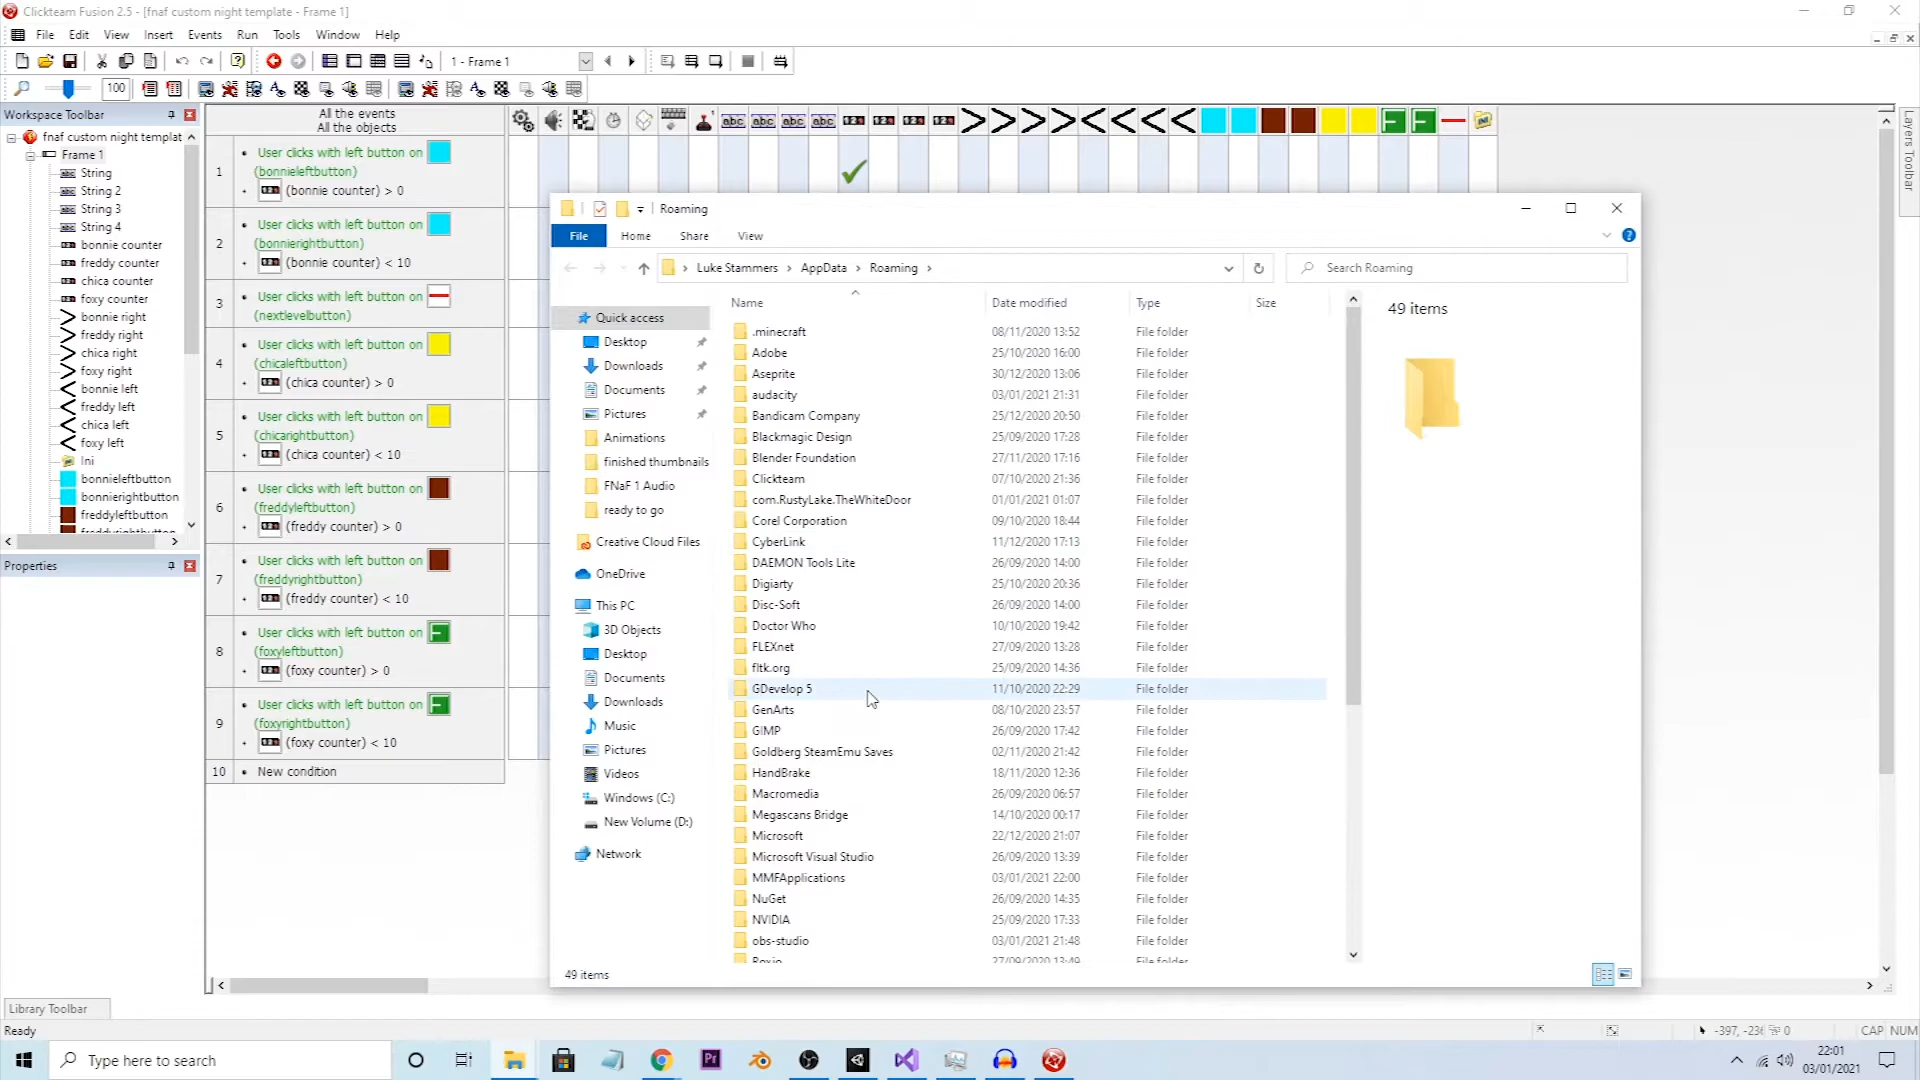 Clickteam Fusion 2.5 - [fnaf custom night template - Frame 1]
File Edit View Insert Events Run Tools Window Help
1 - Frame 1
100
Workspace Toolbar
fnaf custom night templat
Frame 1
String
String 2
String 3
String 4
bonnie counter
freddy counter
chica counter
foxy counter
bonnie right
freddy right
chica right
foxy right
bonnie left
freddy left
chica left
foxy left
Ini
bonnieleftbutton
bonnierightbutton
freddyleftbutton
freddyrightbutton
Properties
Library Toolbar
Ready
All the events
All the objects
1 User clicks with left button on
(bonnieleftbutton)
(bonnie counter) > 0
2 User clicks with left button on
(bonnierightbutton)
(bonnie counter) < 10
3 User clicks with left button on
(nextlevelbutton)
4 User clicks with left button on
(chicaleftbutton)
(chica counter) > 0
5 User clicks with left button on
(chicarightbutton)
(chica counter) < 10
6 User clicks with left button on
(freddyleftbutton)
(freddy counter) > 0
7 User clicks with left button on
(freddyrightbutton)
(freddy counter) < 10
8 User clicks with left button on
(foxyleftbutton)
(foxy counter) > 0
9 User clicks with left button on
(foxyrightbutton)
(foxy counter) < 10
10 New condition
Layers Toolbar
Roaming
File Home Share View
Luke Stammers AppData Roaming
Search Roaming
Quick access
Desktop
Downloads
Documents
Pictures
Animations
finished thumbnails
FNaF 1 Audio
ready to go
Creative Cloud Files
OneDrive
This PC
3D Objects
Desktop
Documents
Downloads
Music
Pictures
Videos
Windows (C:)
New Volume (D:)
Network
Name Date modified Type Size
.minecraft 08/11/2020 13:52 File folder
Adobe 25/10/2020 16:00 File folder
Aseprite 30/12/2020 13:06 File folder
audacity 03/01/2021 21:31 File folder
Bandicam Company 25/12/2020 20:50 File folder
Blackmagic Design 25/09/2020 17:28 File folder
Blender Foundation 27/11/2020 17:16 File folder
Clickteam 07/10/2020 21:36 File folder
com.RustyLake.TheWhiteDoor 01/01/2021 01:07 File folder
Corel Corporation 09/10/2020 18:44 File folder
CyberLink 11/12/2020 17:13 File folder
DAEMON Tools Lite 26/09/2020 14:00 File folder
Digiarty 25/10/2020 20:36 File folder
Disc-Soft 26/09/2020 14:00 File folder
Doctor Who 10/10/2020 19:42 File folder
FLEXnet 27/09/2020 13:28 File folder
fltk.org 25/09/2020 14:36 File folder
GDevelop 5 11/10/2020 22:29 File folder
GenArts 08/10/2020 23:57 File folder
GIMP 26/09/2020 17:42 File folder
Goldberg SteamEmu Saves 02/11/2020 21:42 File folder
HandBrake 18/11/2020 12:36 File folder
Macromedia 26/09/2020 06:57 File folder
Megascans Bridge 14/10/2020 00:17 File folder
Microsoft 22/12/2020 21:07 File folder
Microsoft Visual Studio 26/09/2020 13:39 File folder
MMFApplications 03/01/2021 22:00 File folder
NuGet 26/09/2020 14:35 File folder
NVIDIA 25/09/2020 17:33 File folder
obs-studio 03/01/2021 21:48 File folder
Roxio 27/09/2020 13:49 File folder
49 items
49 items
CAP NUM
Type here to search
22:01
03/01/2021